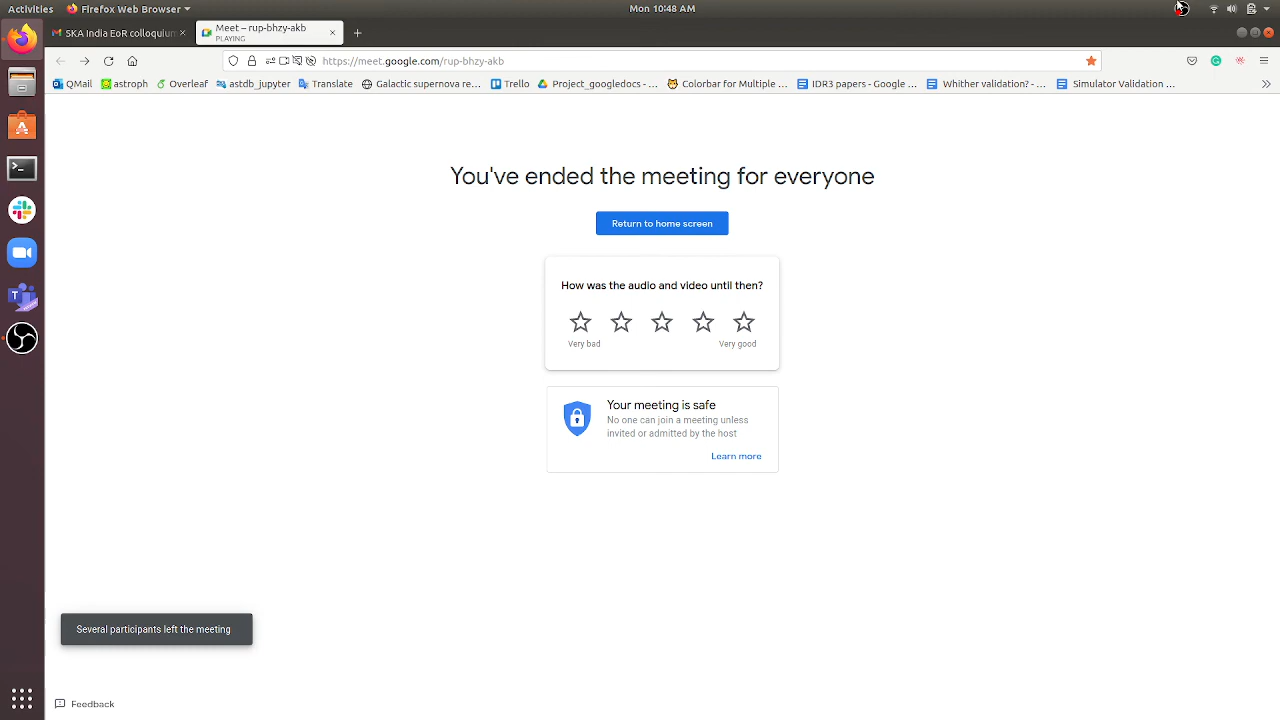 Activities
Firefox Web Browser
Mon 10:48 AM
SKA India EoR colloquium
Meet – rup-bhzy-akb
PLAYING
https://meet.google.com/rup-bhzy-akb
QMail
astroph
Overleaf
astdb_jupyter
Translate
Galactic supernova re...
Trello
Project_googledocs - ...
Colorbar for Multiple ...
IDR3 papers - Google ...
Whither validation? - ...
Simulator Validation ...
You've ended the meeting for everyone
Return to home screen
How was the audio and video until then?
Very bad
Very good
Your meeting is safe
No one can join a meeting unless
invited or admitted by the host
Learn more
Several participants left the meeting
Feedback